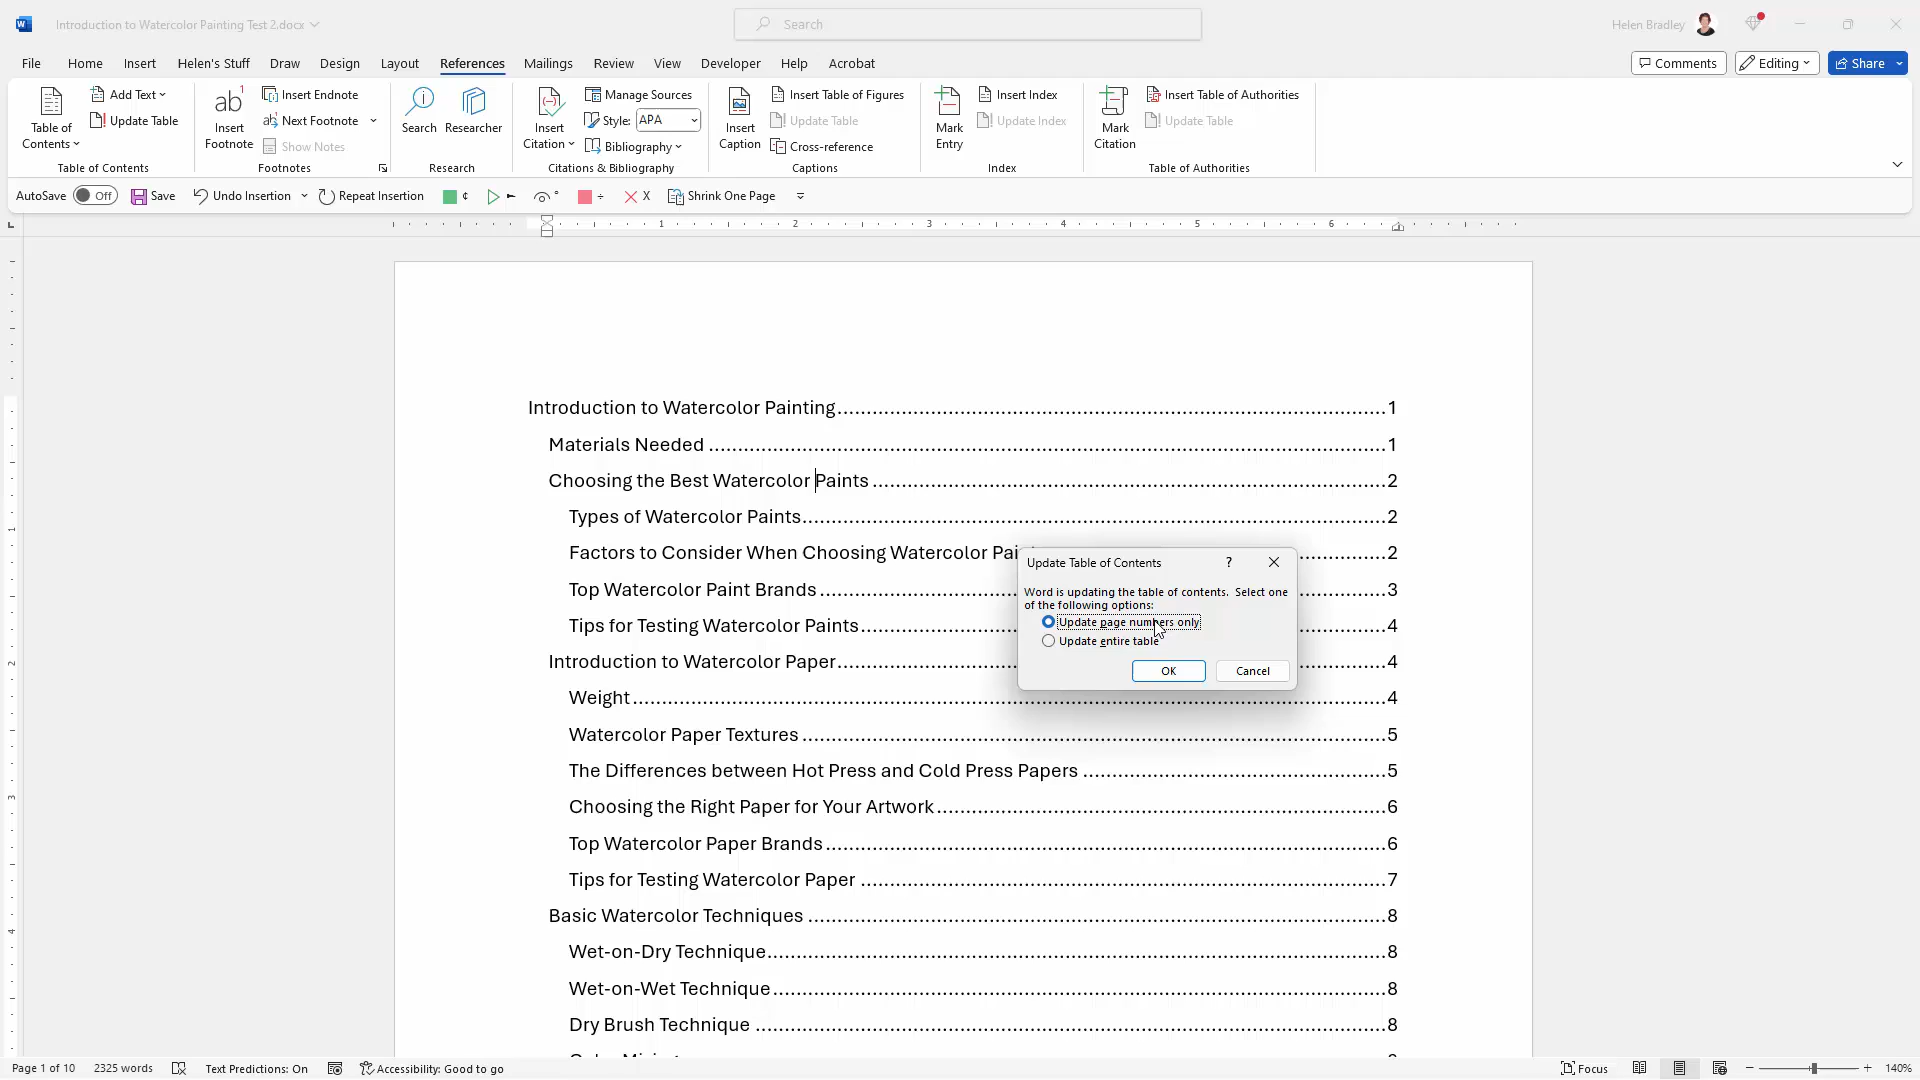 Introduction to Watercolor Painting Test 2.docx
Search
Helen Bradley
File Home Insert Helen's Stuff Draw Design Layout References Mailings Review View Developer Help Acrobat
Comments Editing Share
Table of Contents
Add Text
Update Table
Table of Contents
Insert Footnote
Insert Endnote
Next Footnote
Show Notes
Footnotes
Search
Researcher
Research
Insert Citation
Manage Sources
Style: APA
Bibliography
Citations & Bibliography
Insert Caption
Insert Table of Figures
Update Table
Cross-reference
Captions
Mark Entry
Insert Index
Update Index
Index
Mark Citation
Insert Table of Authorities
Update Table
Table of Authorities
AutoSave Off Save Undo Insertion Repeat Insertion ¢ ÷ X Shrink One Page
1 2 3 4 5 6
Introduction to Watercolor Painting 1
Materials Needed 1
Choosing the Best Watercolor Paints 2
Types of Watercolor Paints 2
Factors to Consider When Choosing Watercolor 2
Top Watercolor Paint Brands 3
Tips for Testing Watercolor Paints 4
Introduction to Watercolor Paper 4
Weight 4
Watercolor Paper Textures 5
The Differences between Hot Press and Cold Press Papers 5
Choosing the Right Paper for Your Artwork 6
Top Watercolor Paper Brands 6
Tips for Testing Watercolor Paper 7
Basic Watercolor Techniques 8
Wet-on-Dry Technique 8
Wet-on-Wet Technique 8
Dry Brush Technique 8
Update Table of Contents ?
Word is updating the table of contents. Select one
of the following options:
Update page numbers only
Update entire table
OK Cancel
Page 1 of 10 2325 words Text Predictions: On Accessibility: Good to go Focus 140%